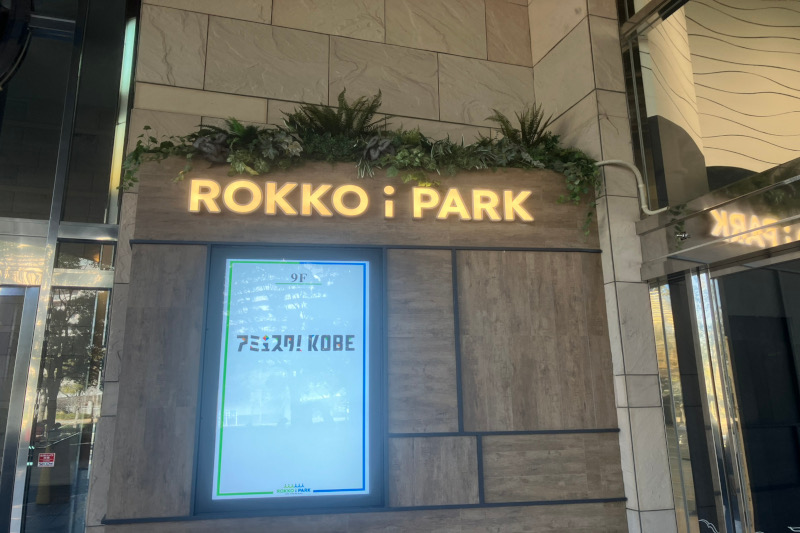 ROKKO i PARK
9F
アミュスタ! KOBE
ROKKO i PARK